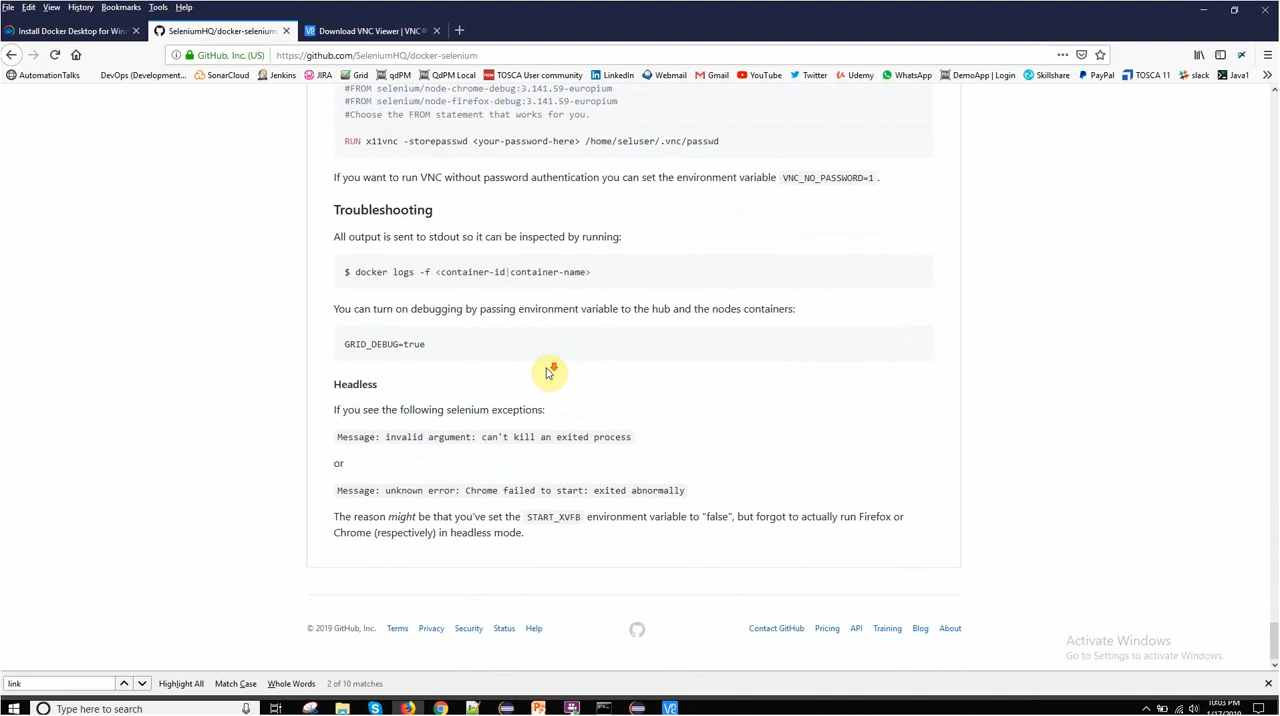 File Edit View History Bookmarks Tools Help
Install Docker Desktop for Win
SeleniumHQ/docker-selenium:
Download VNC Viewer | VNC®
GitHub, Inc. (US) https://github.com/SeleniumHQ/docker-selenium
AutomationTalks DevOps (Development... SonarCloud Jenkins JIRA Grid qdPM QdPM Local TOSCA User community LinkedIn Webmail Gmail YouTube Twitter Udemy WhatsApp DemoApp | Login Skillshare PayPal TOSCA 11 slack Java1
#FROM selenium/node-chrome-debug:3.141.59-europium
#FROM selenium/node-firefox-debug:3.141.59-europium
#Choose the FROM statement that works for you.
RUN x11vnc -storepasswd <your-password-here> /home/seluser/.vnc/passwd
If you want to run VNC without password authentication you can set the environment variable VNC_NO_PASSWORD=1 .
Troubleshooting
All output is sent to stdout so it can be inspected by running:
$ docker logs -f <container-id|container-name>
You can turn on debugging by passing environment variable to the hub and the nodes containers:
GRID_DEBUG=true
Headless
If you see the following selenium exceptions:
Message: invalid argument: can't kill an exited process
or
Message: unknown error: Chrome failed to start: exited abnormally
The reason might be that you've set the START_XVFB environment variable to "false", but forgot to actually run Firefox or
Chrome (respectively) in headless mode.
© 2019 GitHub, Inc. Terms Privacy Security Status Help Contact GitHub Pricing API Training Blog About
Activate Windows
Go to Settings to activate Windows.
link Highlight All Match Case Whole Words 2 of 10 matches
Type here to search
10:03 PM
1/17/2019